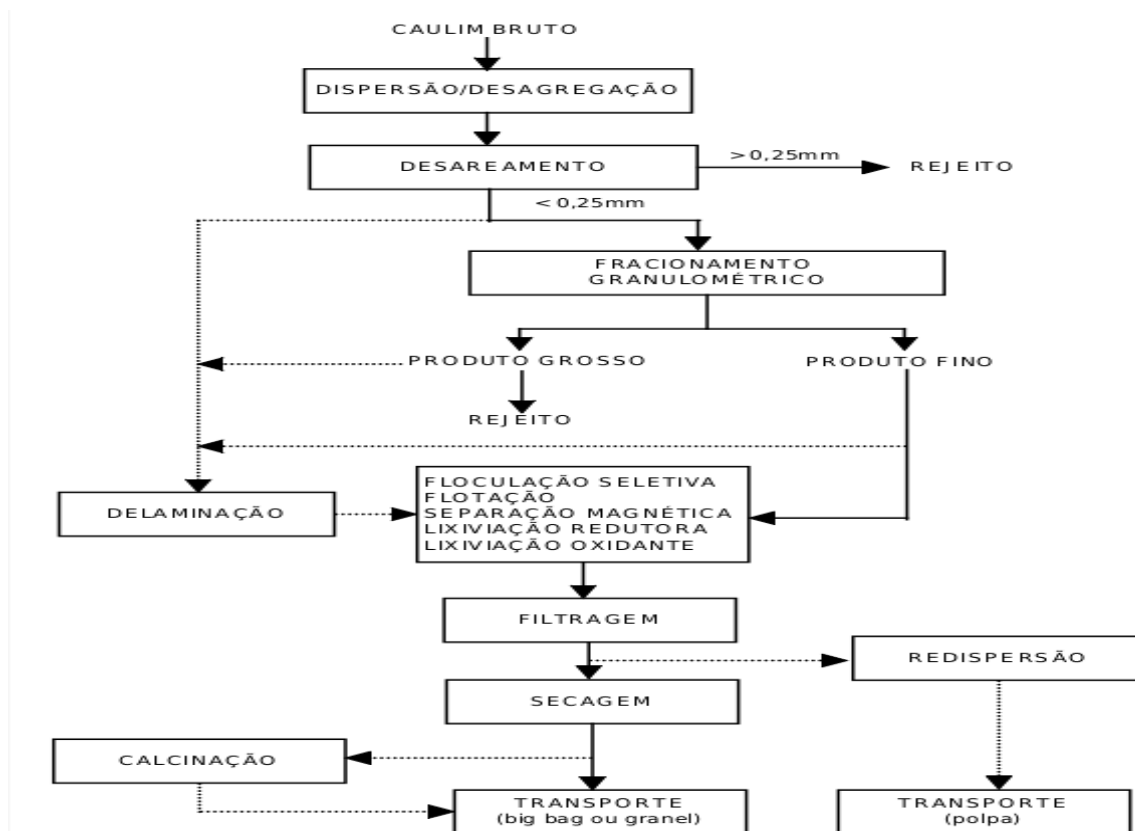 CAULIM BRUTO
DISPERSÃO/DESAGREGAÇÃO
DESAREAMENTO
>0,25mm
REJEITO
<0,25mm
FRACIONAMENTO
GRANULOMÉTRICO
PRODUTO GROSSO
PRODUTO FINO
REJEITO
DELAMINAÇÃO
FLOCULAÇÃO SELETIVA
FLOTAÇÃO
SEPARAÇÃO MAGNÉTICA
LIXIVIAÇÃO REDUTORA
LIXIVIAÇÃO OXIDANTE
FILTRAGEM
REDISPERSÃO
SECAGEM
CALCINAÇÃO
TRANSPORTE
(big bag ou granel)
TRANSPORTE
(polpa)